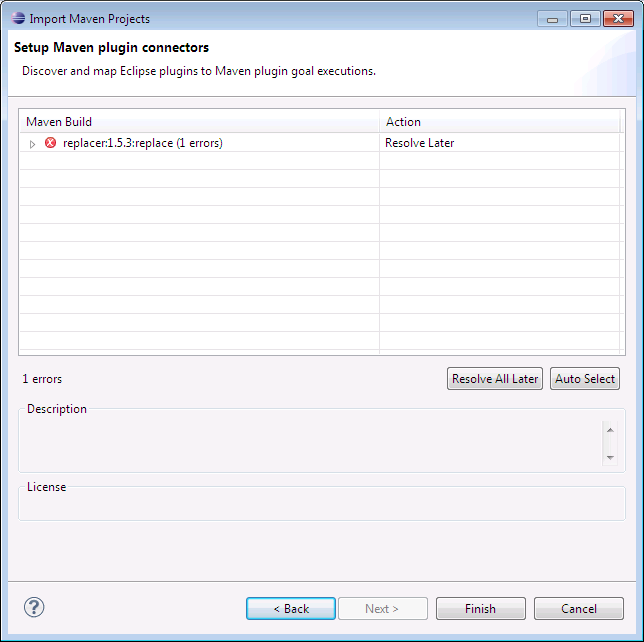 Import Maven Projects
Setup Maven plugin connectors
Discover and map Eclipse plugins to Maven plugin goal executions.
Maven Build Action
replacer:1.5.3:replace (1 errors) Resolve Later
1 errors Resolve All Later Auto Select
Description
License
? < Back Next > Finish Cancel